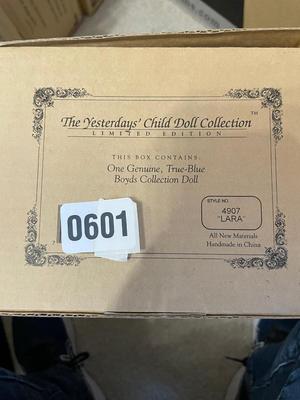 The Yesterdays' Child Doll Collection™
LIMITED EDITION
THIS BOX CONTAINS:
One Genuine, True-Blue
Boyds Collection Doll
0601
STYLE NO.
4907
"LARA"
All New Materials
Handmade in China